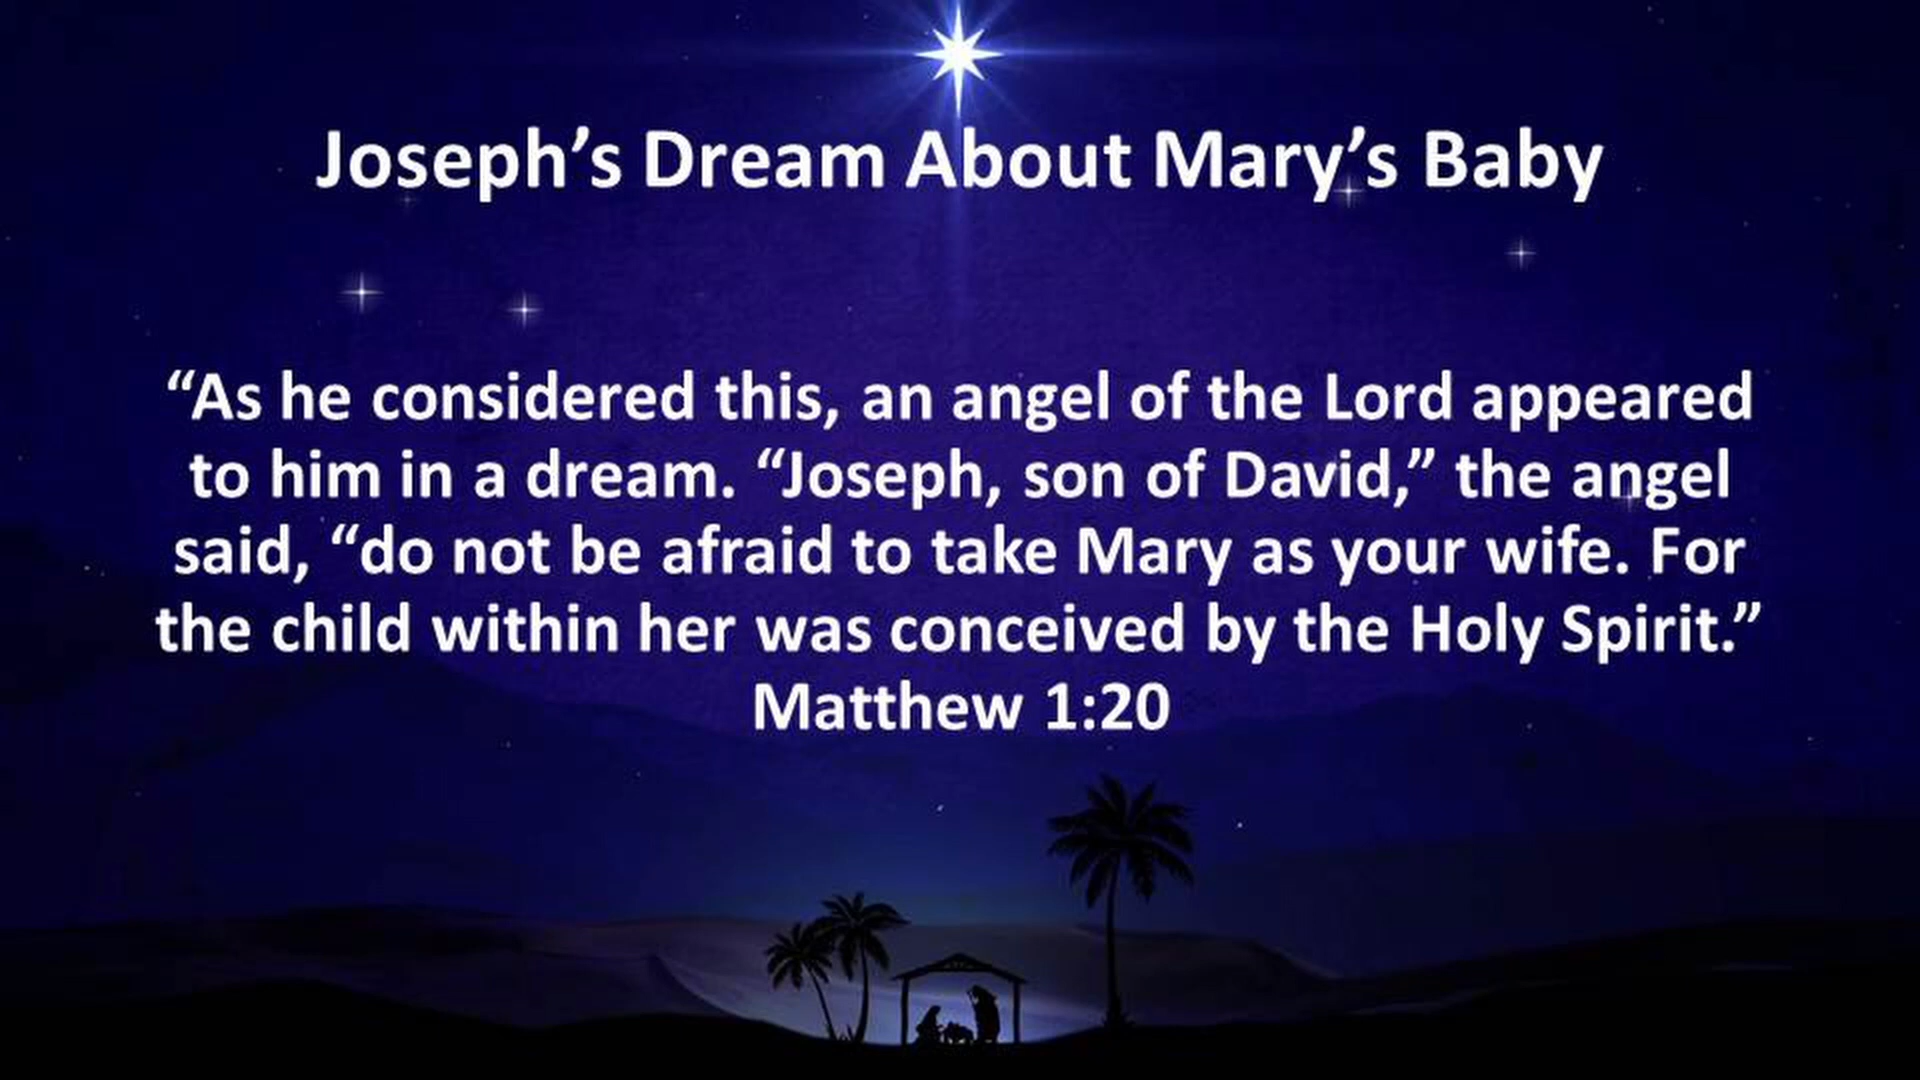 Joseph’s Dream About Mary’s Baby
“As he considered this, an angel of the Lord appeared
to him in a dream. “Joseph, son of David,” the angel
said, “do not be afraid to take Mary as your wife. For
the child within her was conceived by the Holy Spirit.”
Matthew 1:20